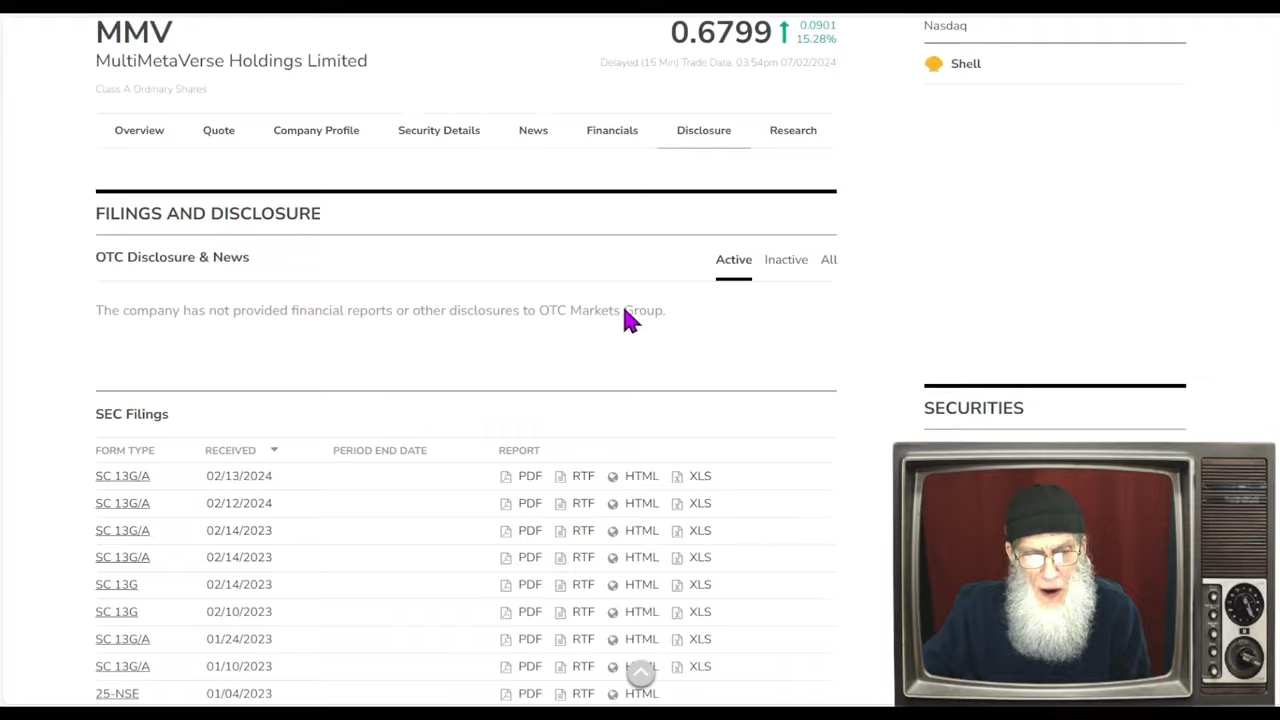 MMV
0.6799
0.0901
15.28%
MultiMetaVerse Holdings Limited
Delayed (15 Min) Trade Data: 03:54pm 07/02/2024
Class A Ordinary Shares
Overview Quote Company Profile Security Details News Financials Disclosure Research
FILINGS AND DISCLOSURE
OTC Disclosure & News
Active Inactive All
The company has not provided financial reports or other disclosures to OTC Markets Group.
SEC Filings
FORM TYPE RECEIVED PERIOD END DATE REPORT
SC 13G/A 02/13/2024 PDF RTF HTML XLS
SC 13G/A 02/12/2024 PDF RTF HTML XLS
SC 13G/A 02/14/2023 PDF RTF HTML XLS
SC 13G/A 02/14/2023 PDF RTF HTML XLS
SC 13G 02/14/2023 PDF RTF HTML XLS
SC 13G 02/10/2023 PDF RTF HTML XLS
SC 13G/A 01/24/2023 PDF RTF HTML XLS
SC 13G/A 01/10/2023 PDF RTF HTML XLS
25-NSE 01/04/2023 PDF RTF HTML
Nasdaq
Shell
SECURITIES